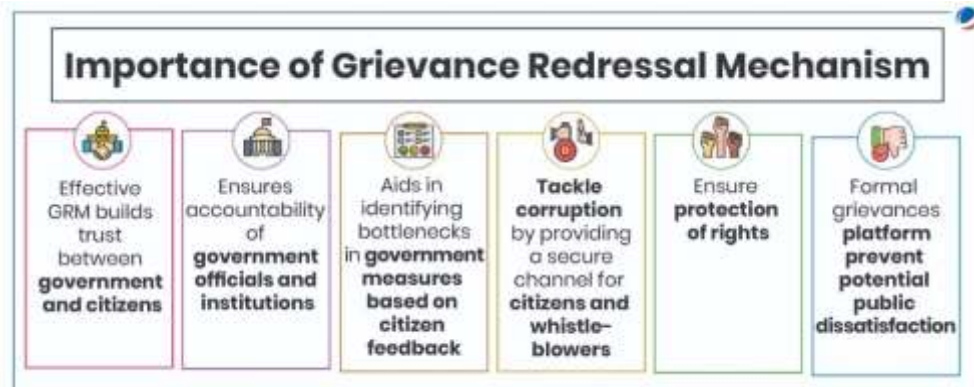 Importance of Grievance Redressal Mechanism
Effective
GRM builds
trust
between
government
and citizens
Ensures
accountability
of
government
officials and
institutions
Aids in
identifying
bottlenecks
in government
measures
based on
citizen
feedback
Tackle
corruption
by providing
a secure
channel for
citizens and
whistle-
blowers
Ensure
protection
of rights
Formal
grievances
platform
prevent
potential
public
dissatisfaction